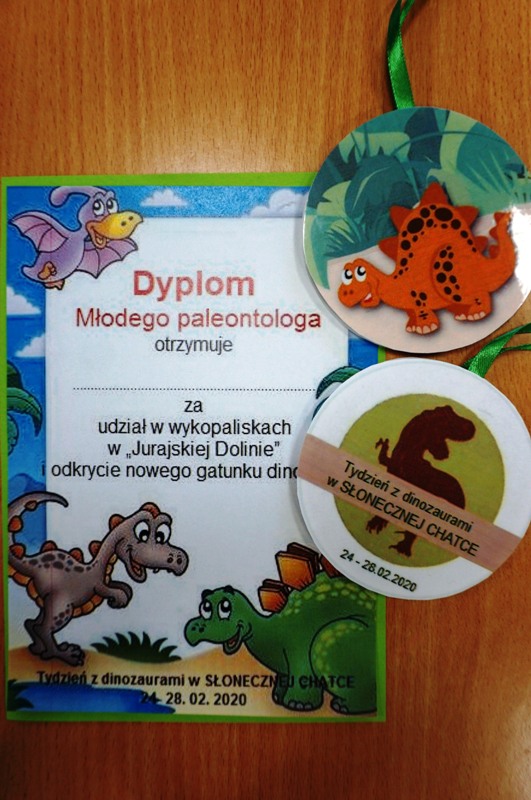 Dyplom
Młodego paleontologa
otrzymuje
za
udział w wykopaliskach
w „Jurajskiej Dolinie”
i odkrycie nowego gatunku
Tydzień z dinozaurami w SŁONECZNEJ CHATCE
24- 28. 02. 2020
Tydzień z dinozaurami
w SŁONECZNEJ CHATCE
24 - 28.02.2020